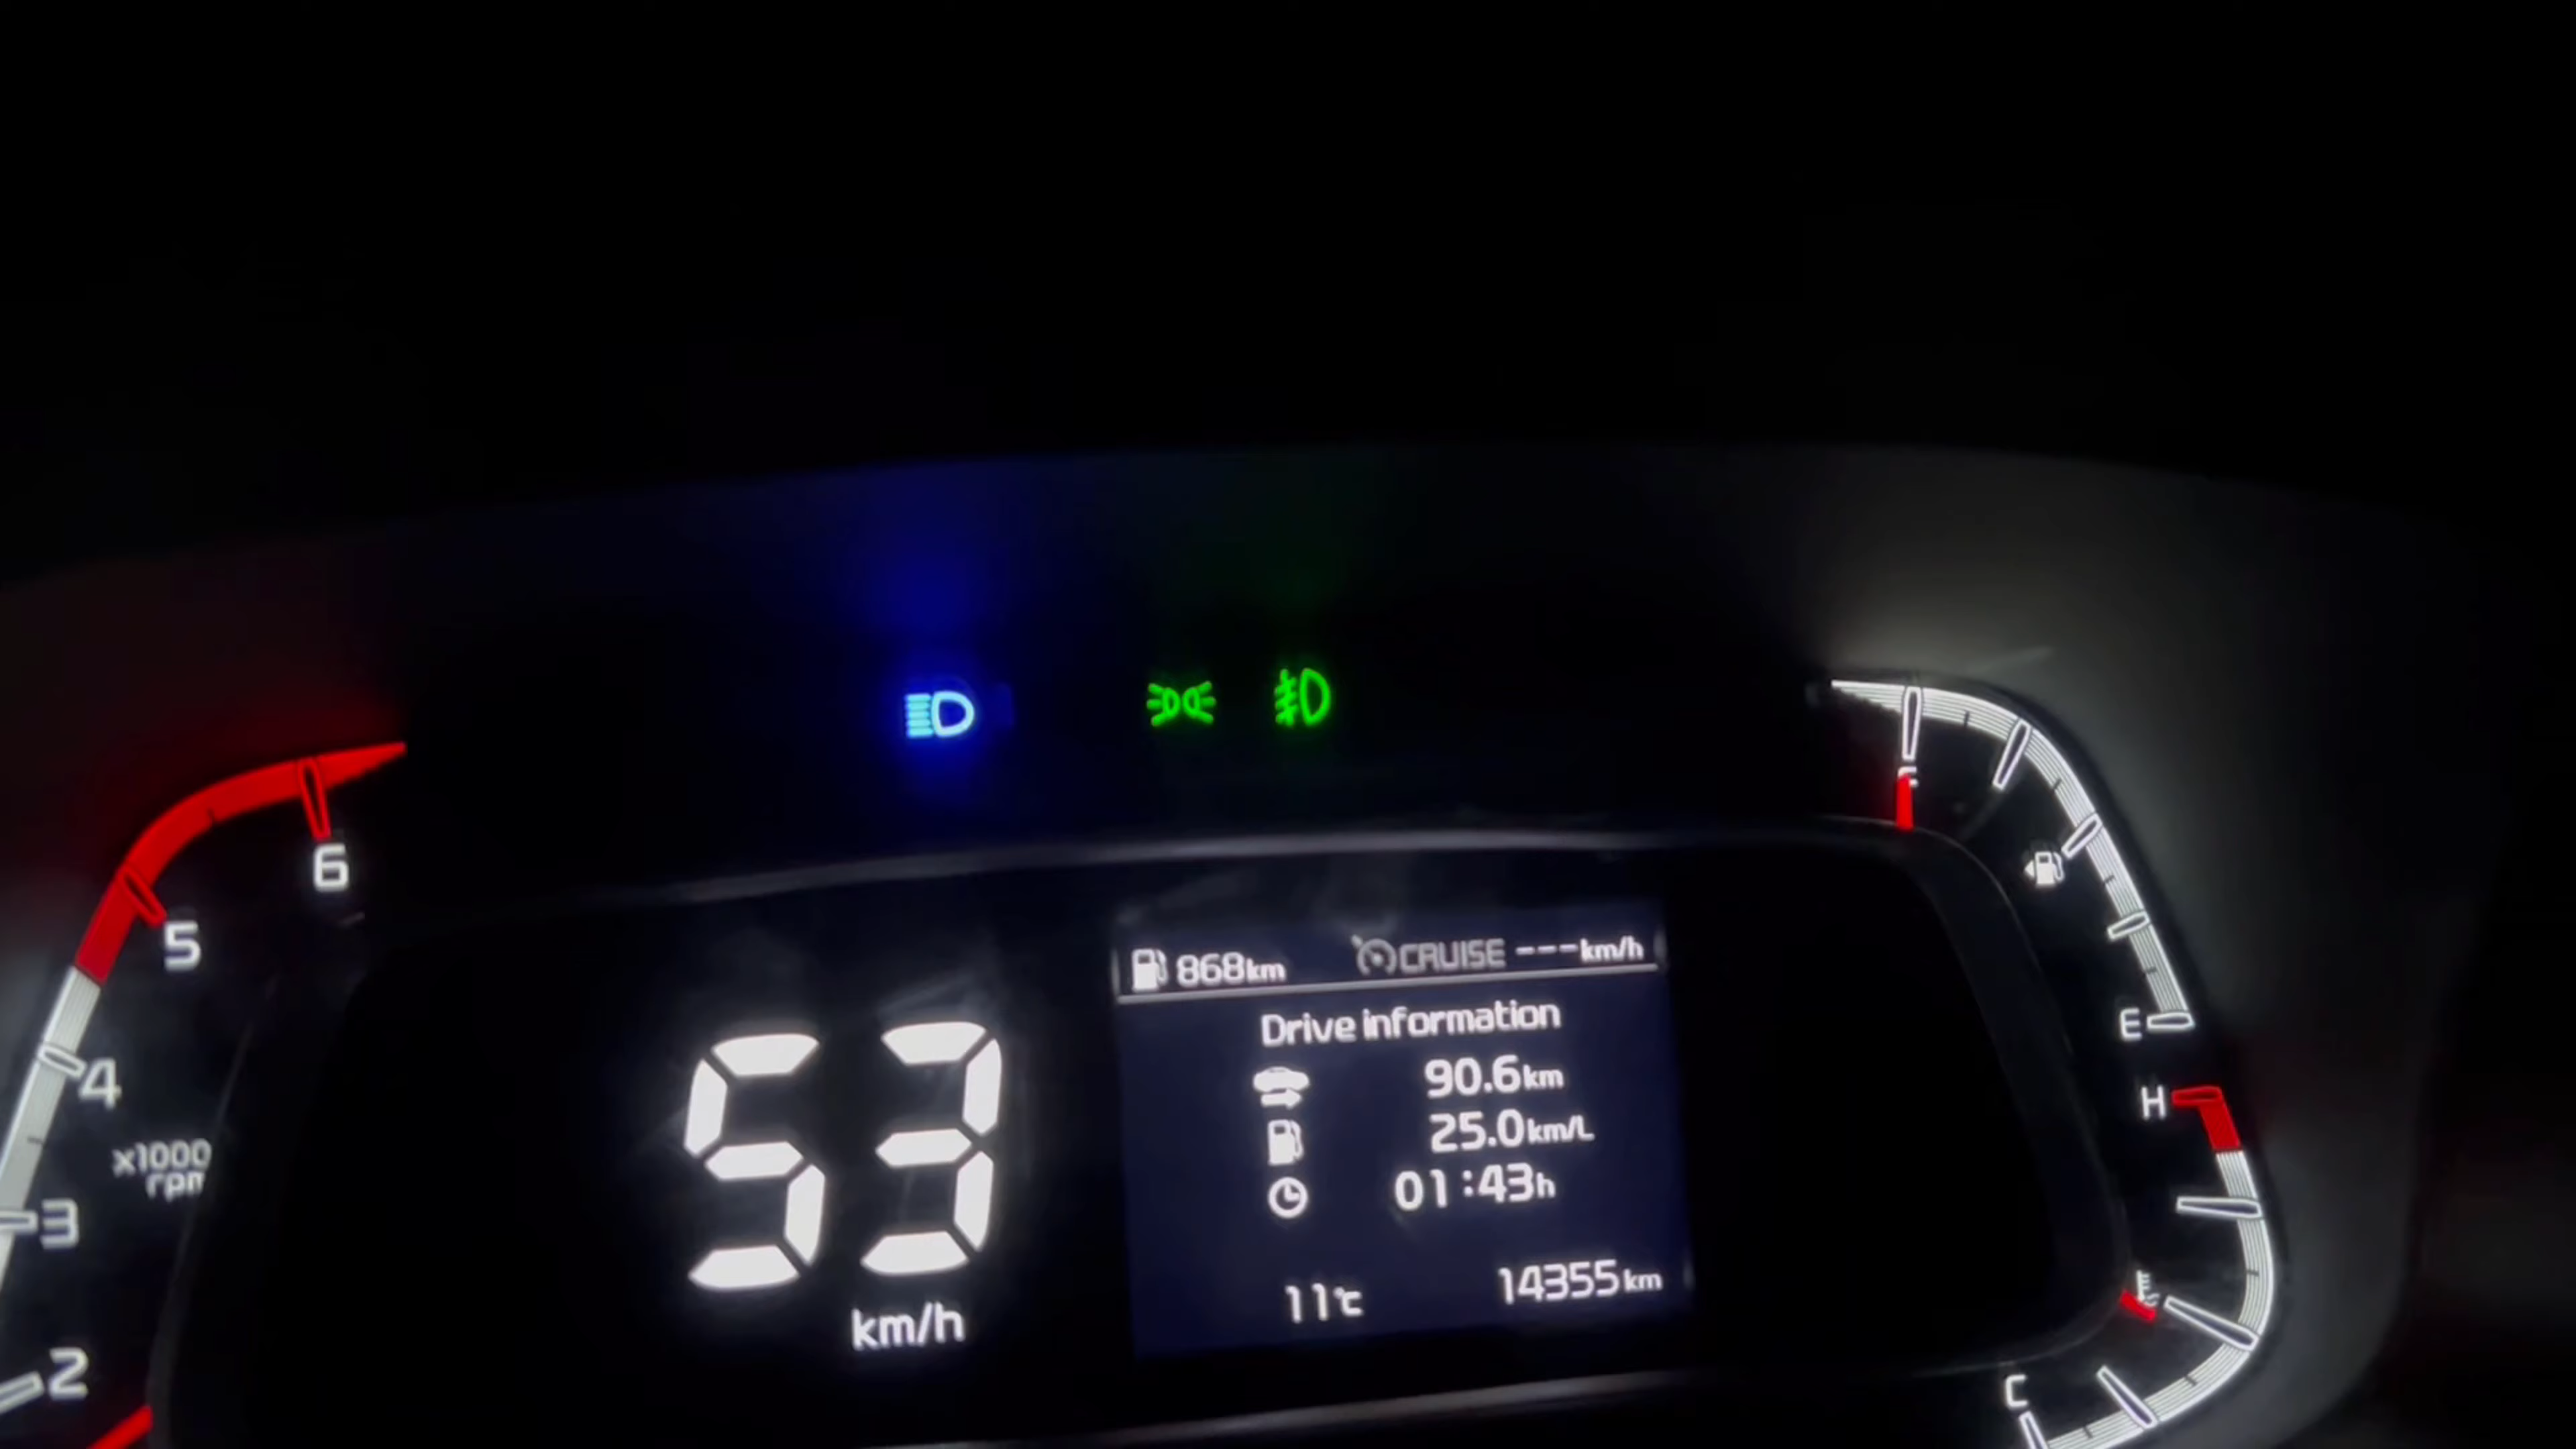 6
5
4
x1000
rpm
3
2
53
km/h
868km
CRUISE ---km/h
Drive information
90.6km
25.0km/L
01:43h
11℃
14355km
E
H
C